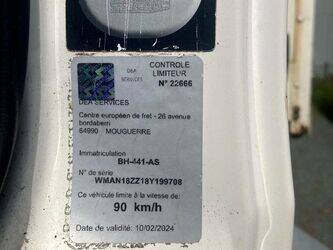 DEA
SERVICES
CONTROLE
LIMITEUR
N° 22666
DEA SERVICES
Centre européen de fret - 26 avenue
bordaberri
64990 MOUGUERRE
Immatriculation
BH-441-AS
N° de série
WMAN18ZZ18Y199708
Ce véhicule limité à la vitesse de:
90 km/h
Date de validité: 10/02/2024